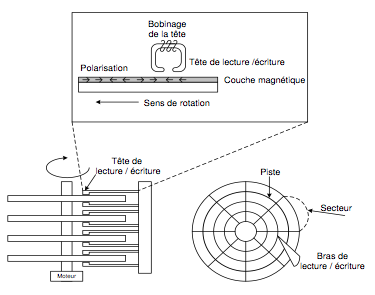 Bobinage
de la tête
Tête de lecture /écriture
Polarisation
Couche magnétique
Sens de rotation
Tête de
lecture / écriture
Piste
Secteur
Bras de
lecture / écriture
Moteur